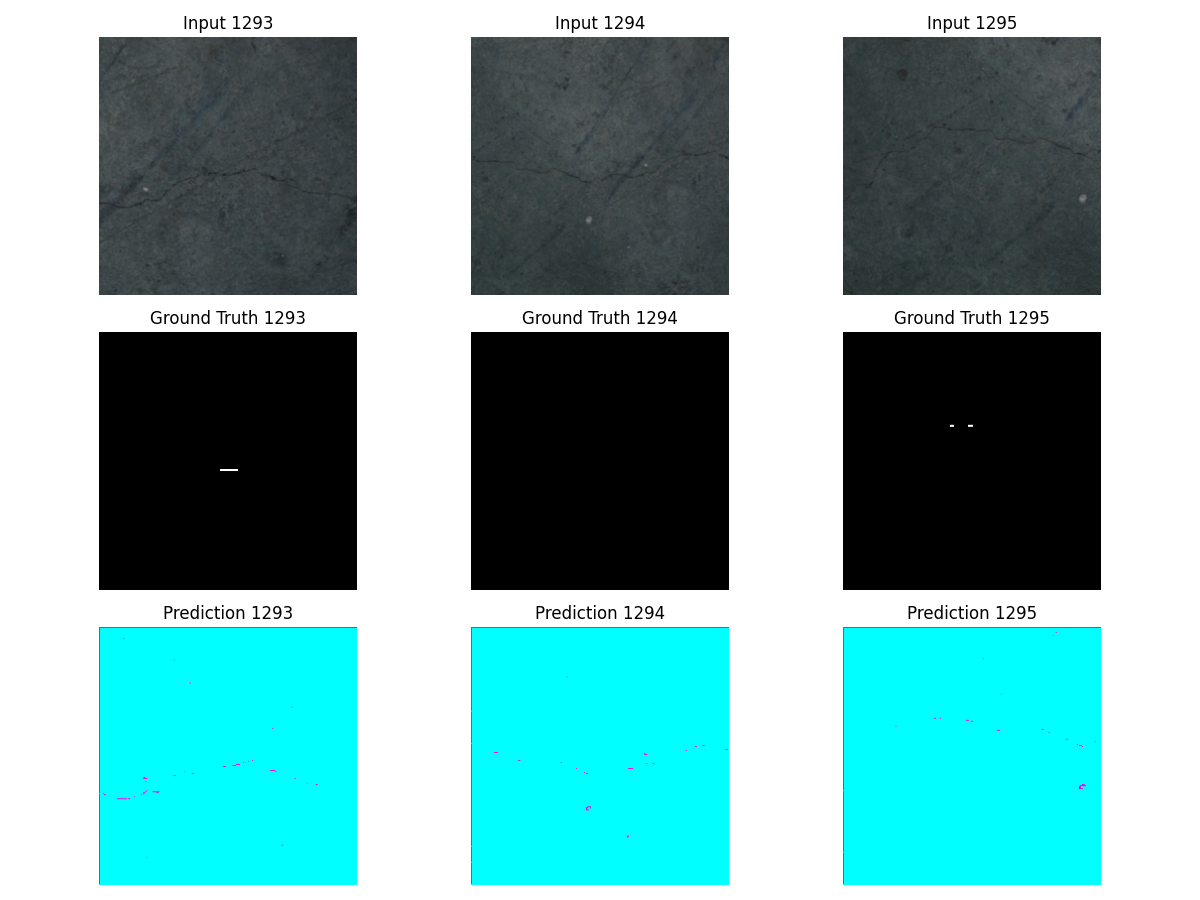 Input 1293
Input 1294
Input 1295
Ground Truth 1293
Ground Truth 1294
Ground Truth 1295
Prediction 1293
Prediction 1294
Prediction 1295